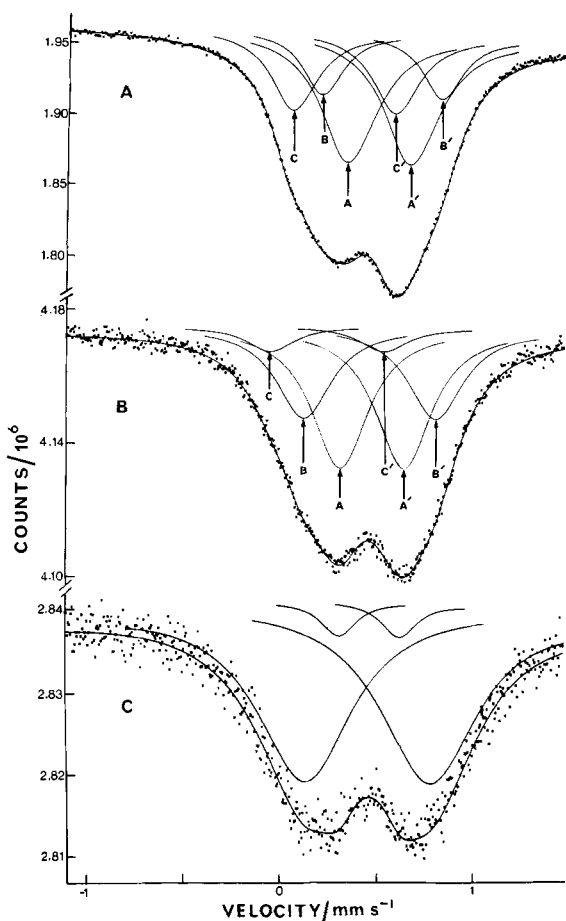 1.95
A
1.90
C
B
C′
B′
1.85
A
A′
1.80
4.18
B
C
4.14
B
C′
B′
A
A′
COUNTS/10⁶
4.10
2.84
2.83
C
2.82
2.81
-1
0
1
VELOCITY/mm s⁻¹